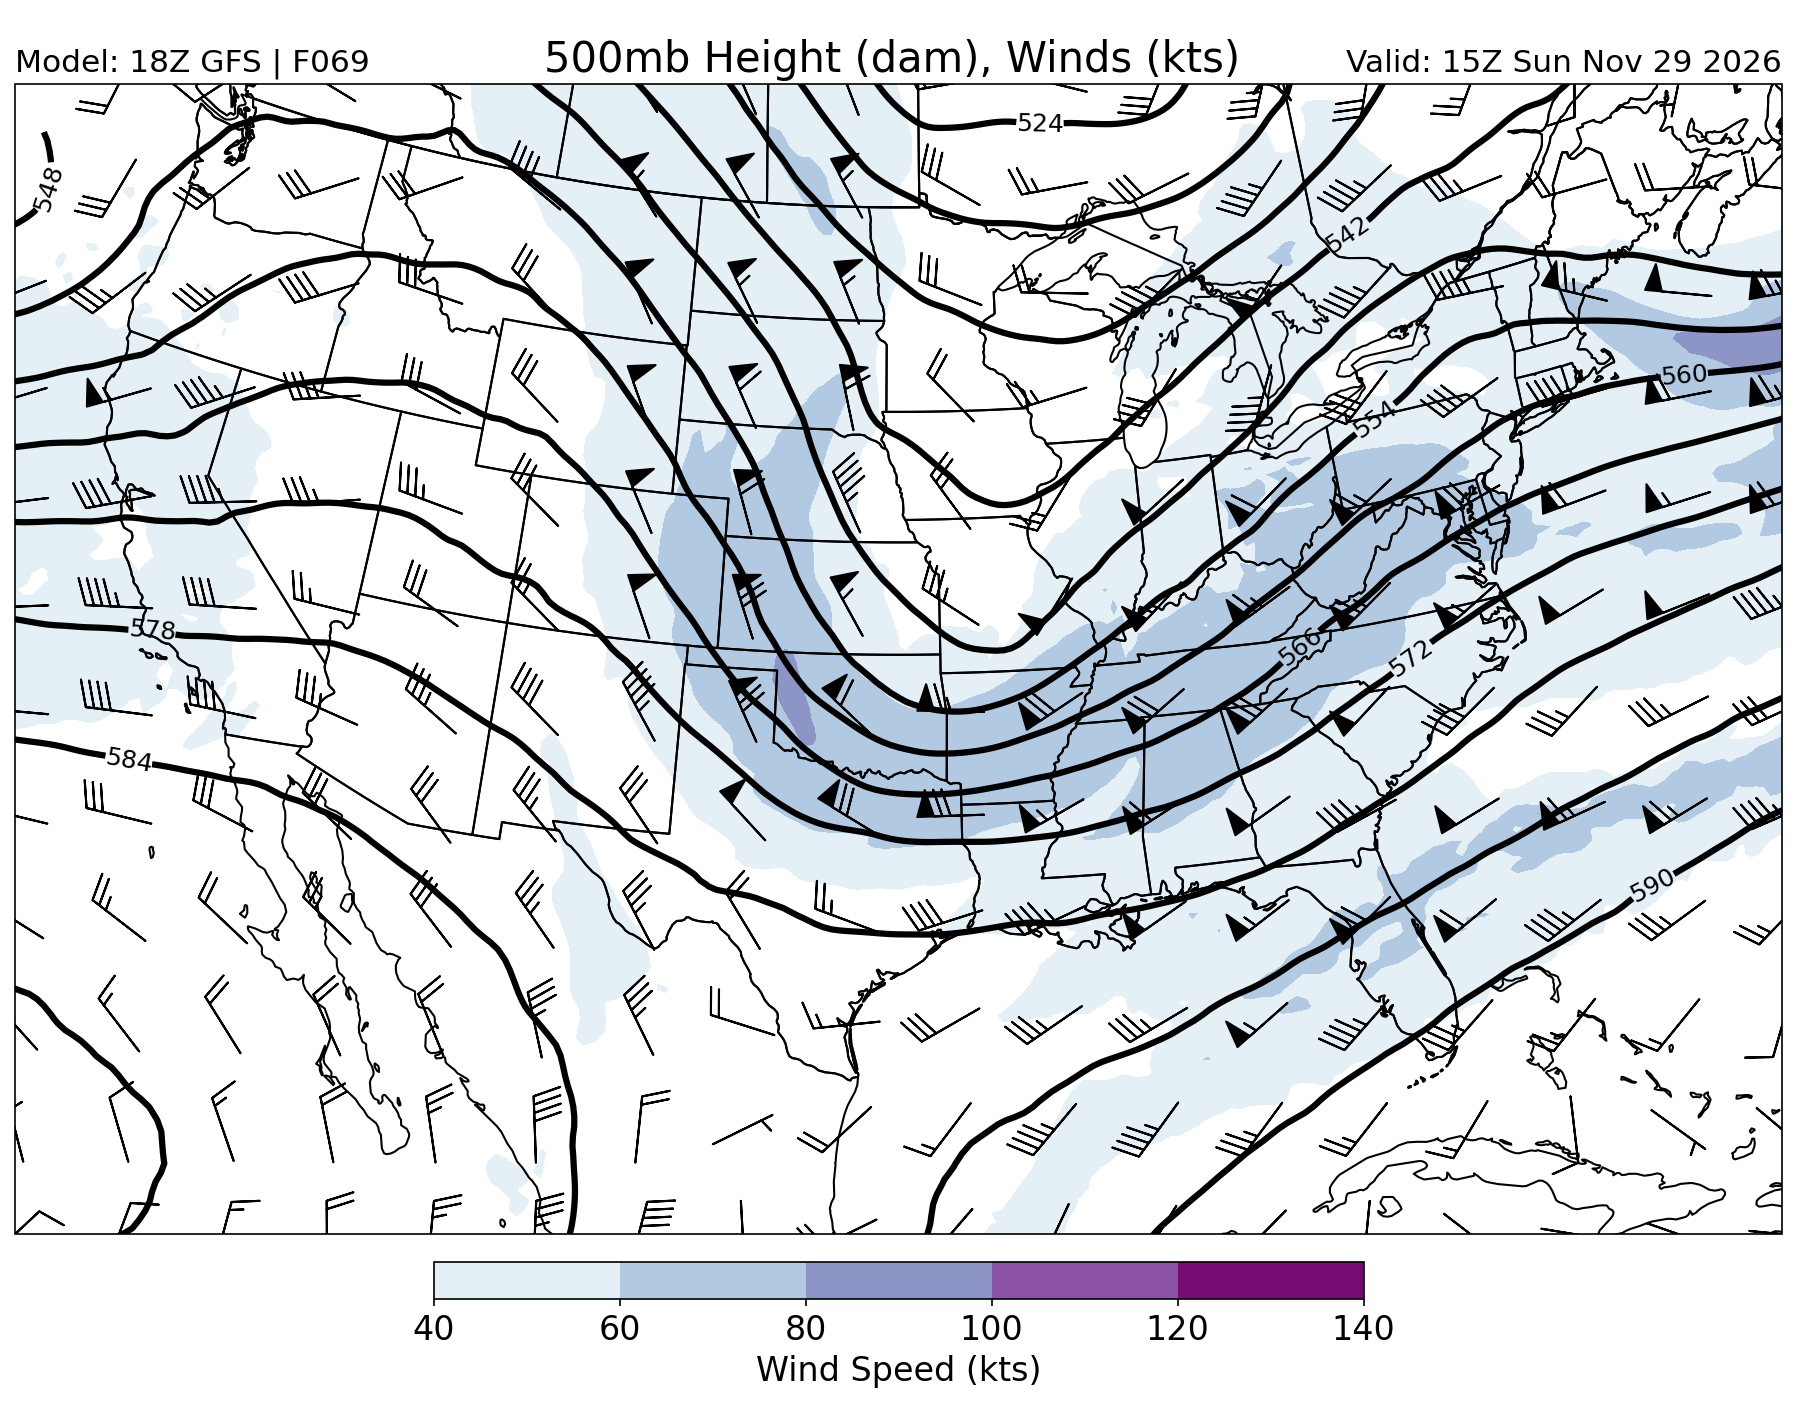 Model: 18Z GFS | F069
500mb Height (dam), Winds (kts)
Valid: 15Z Sun Nov 29 2026
524
548
542
560
554
578
566
572
584
590
40 60 80 100 120 140
Wind Speed (kts)